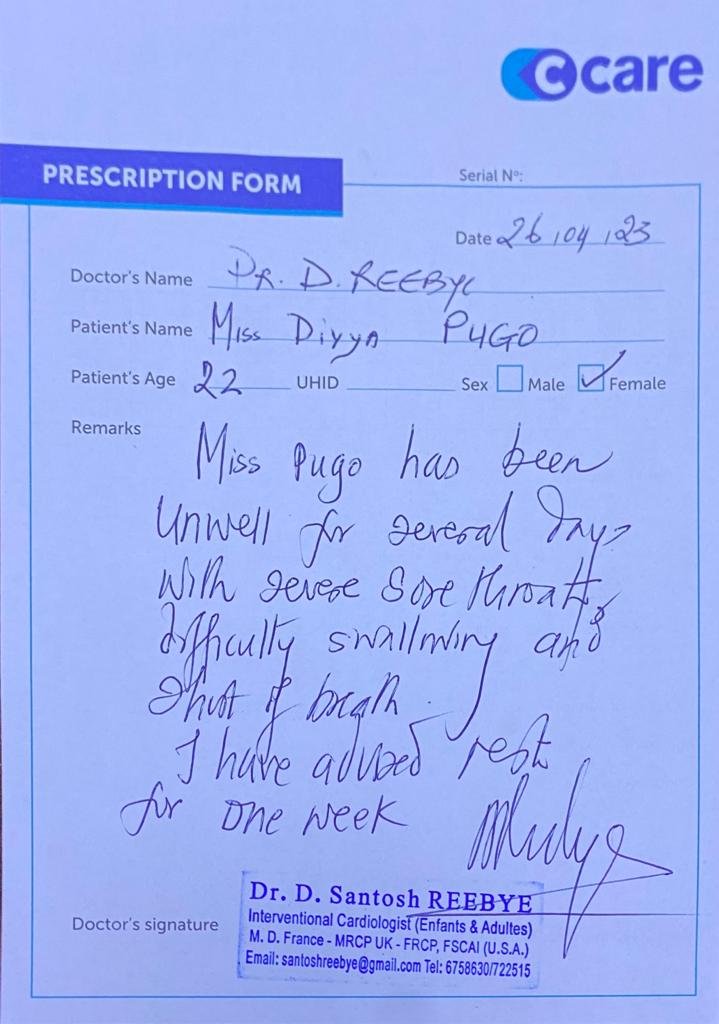 C care
PRESCRIPTION FORM
Serial Nº:
Date 26/04/23
Doctor's Name DR. D. REEBYE
Patient's Name Miss Divya PUGO
Patient's Age 22 UHID Sex Male Female
Remarks
Miss Pugo has been
unwell for several days
with severe sore throat,
difficulty swallowing and
short of breath.
I have advised rest
for one week
Dr. D. Santosh REEBYE
Interventional Cardiologist (Enfants & Adultes)
M. D. France - MRCP UK - FRCP, FSCAI (U.S.A.)
Email: santoshreebye@gmail.com Tel: 6758630/722515
Doctor's signature